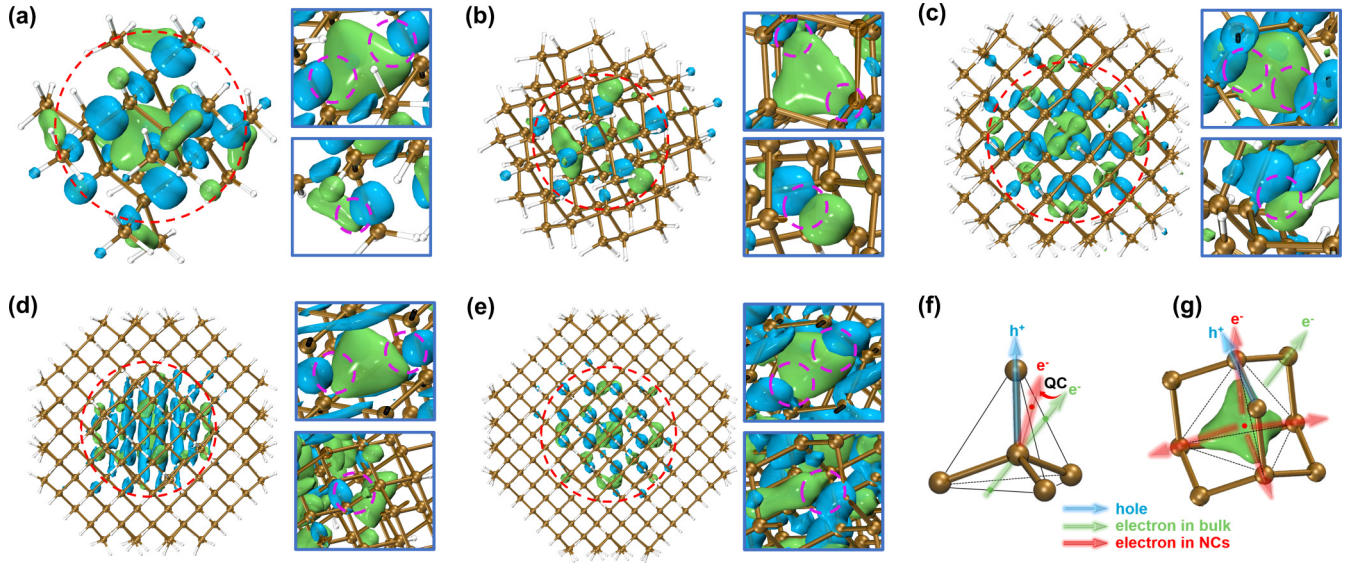 (a)
(b)
(c)
(d)
(e)
(f)
(g)
h⁺
e⁻
QC
e⁻
h⁺
e⁻
e⁻
hole
electron in bulk
electron in NCs